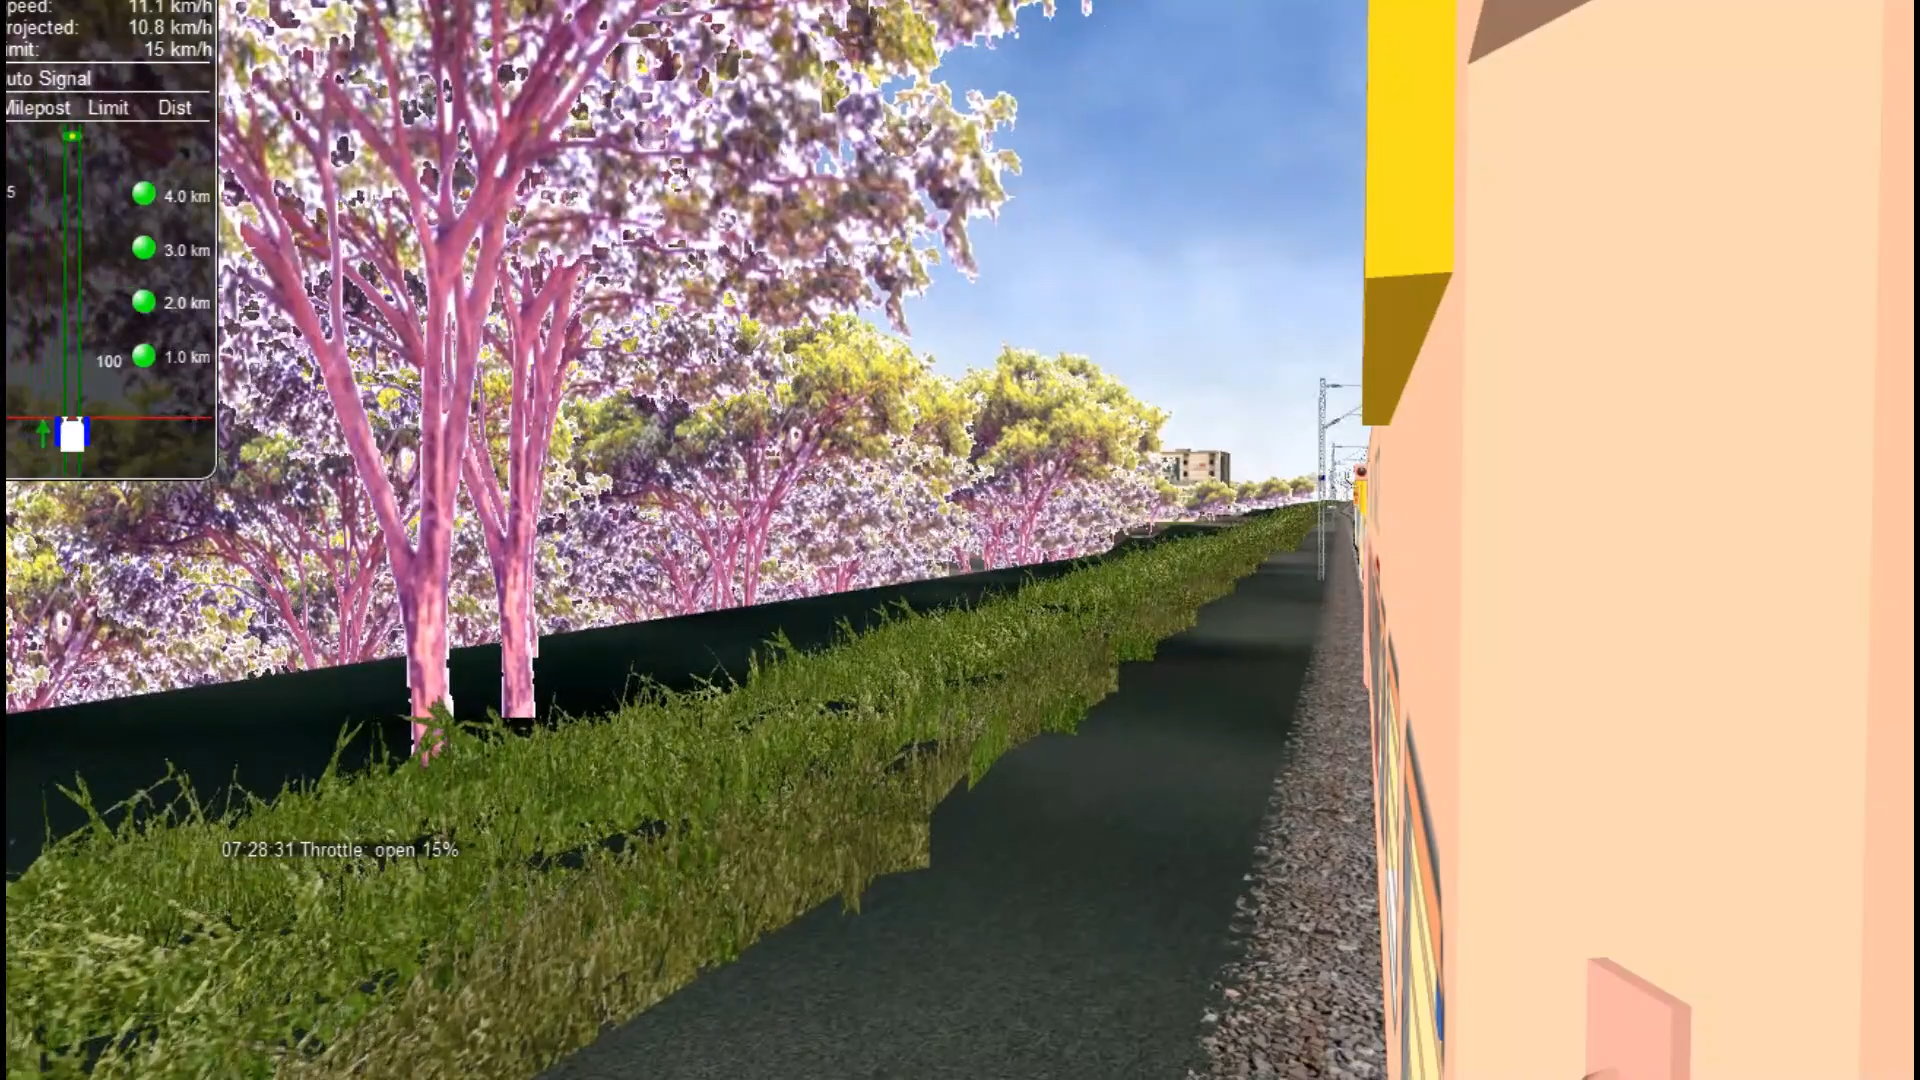 peed: 11.1 km/h
rojected: 10.8 km/h
imit: 15 km/h
uto Signal
Milepost Limit Dist
5 4.0 km
3.0 km
2.0 km
100 1.0 km
07:28:31 Throttle: open 15%